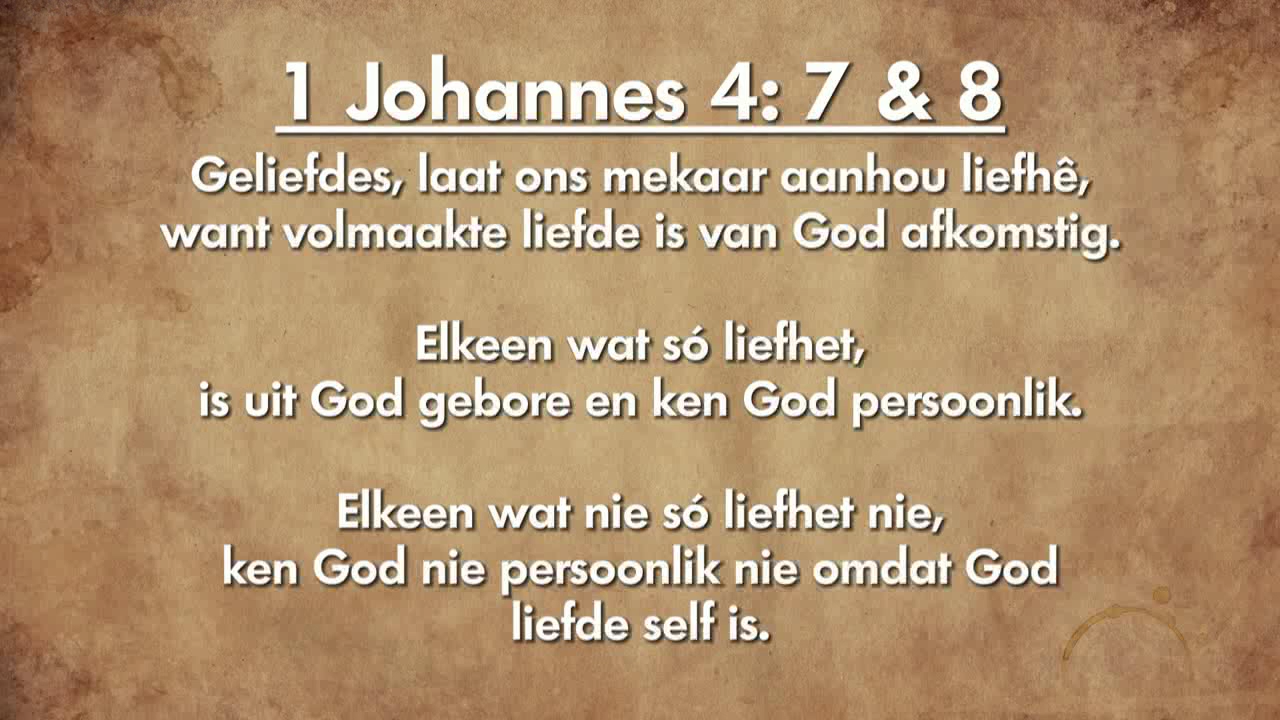 1 Johannes 4: 7 & 8
Geliefdes, laat ons mekaar aanhou liefhê,
want volmaakte liefde is van God afkomstig.
Elkeen wat só liefhet,
is uit God gebore en ken God persoonlik.
Elkeen wat nie só liefhet nie,
ken God nie persoonlik nie omdat God
liefde self is.